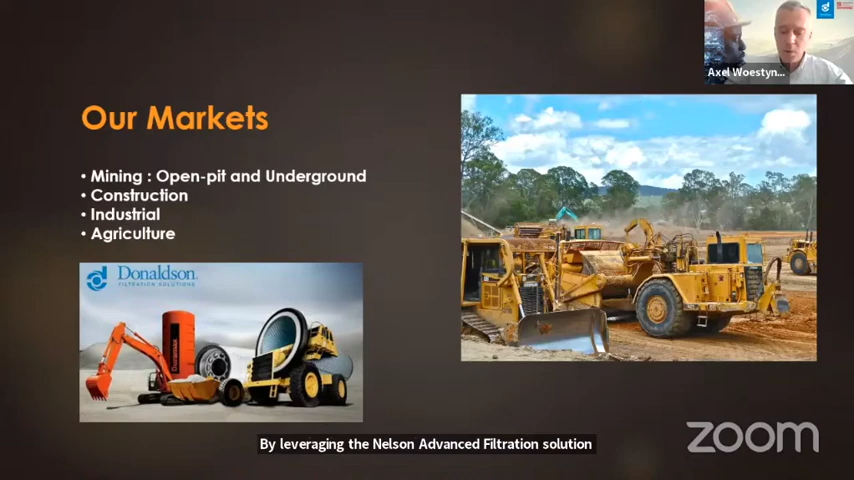 Axel Woestyn...
Our Markets
• Mining : Open-pit and Underground
• Construction
• Industrial
• Agriculture
Donaldson.
FILTRATION SOLUTIONS
Duramax
By leveraging the Nelson Advanced Filtration solution
zoom